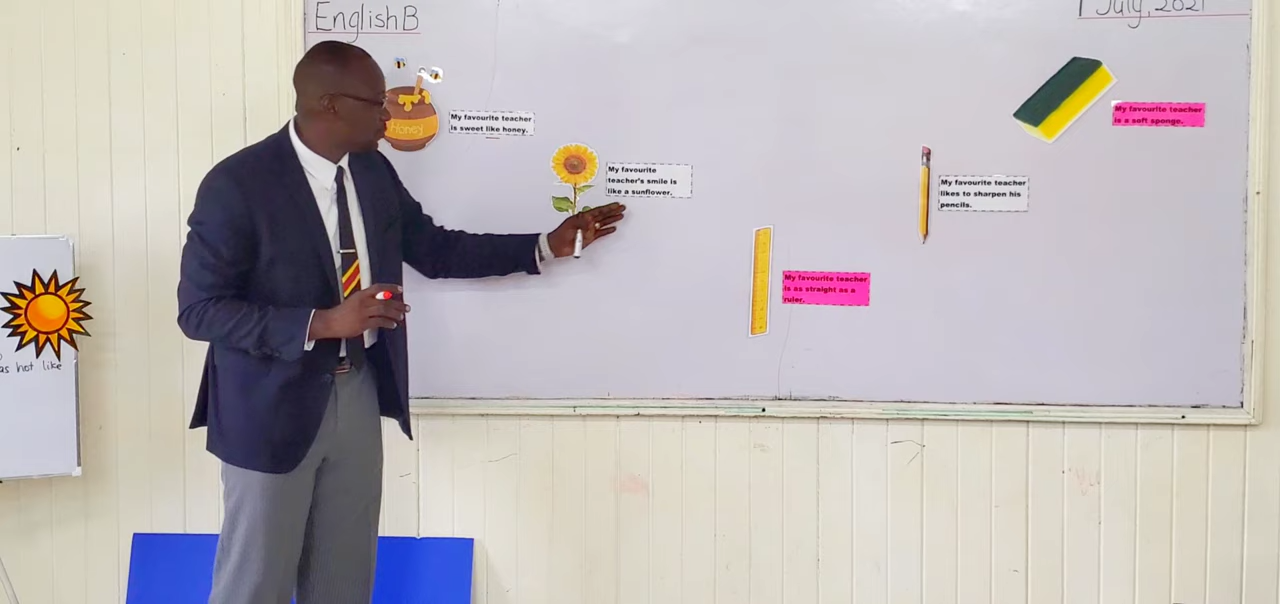 English B
1 July, 2021
Honey
My favourite teacher
is sweet like honey.
My favourite
teacher's smile is
like a sunflower.
My favourite teacher
is as straight as a
ruler.
My favourite teacher
likes to sharpen his
pencils.
My favourite teacher
is a soft sponge.
as hot like